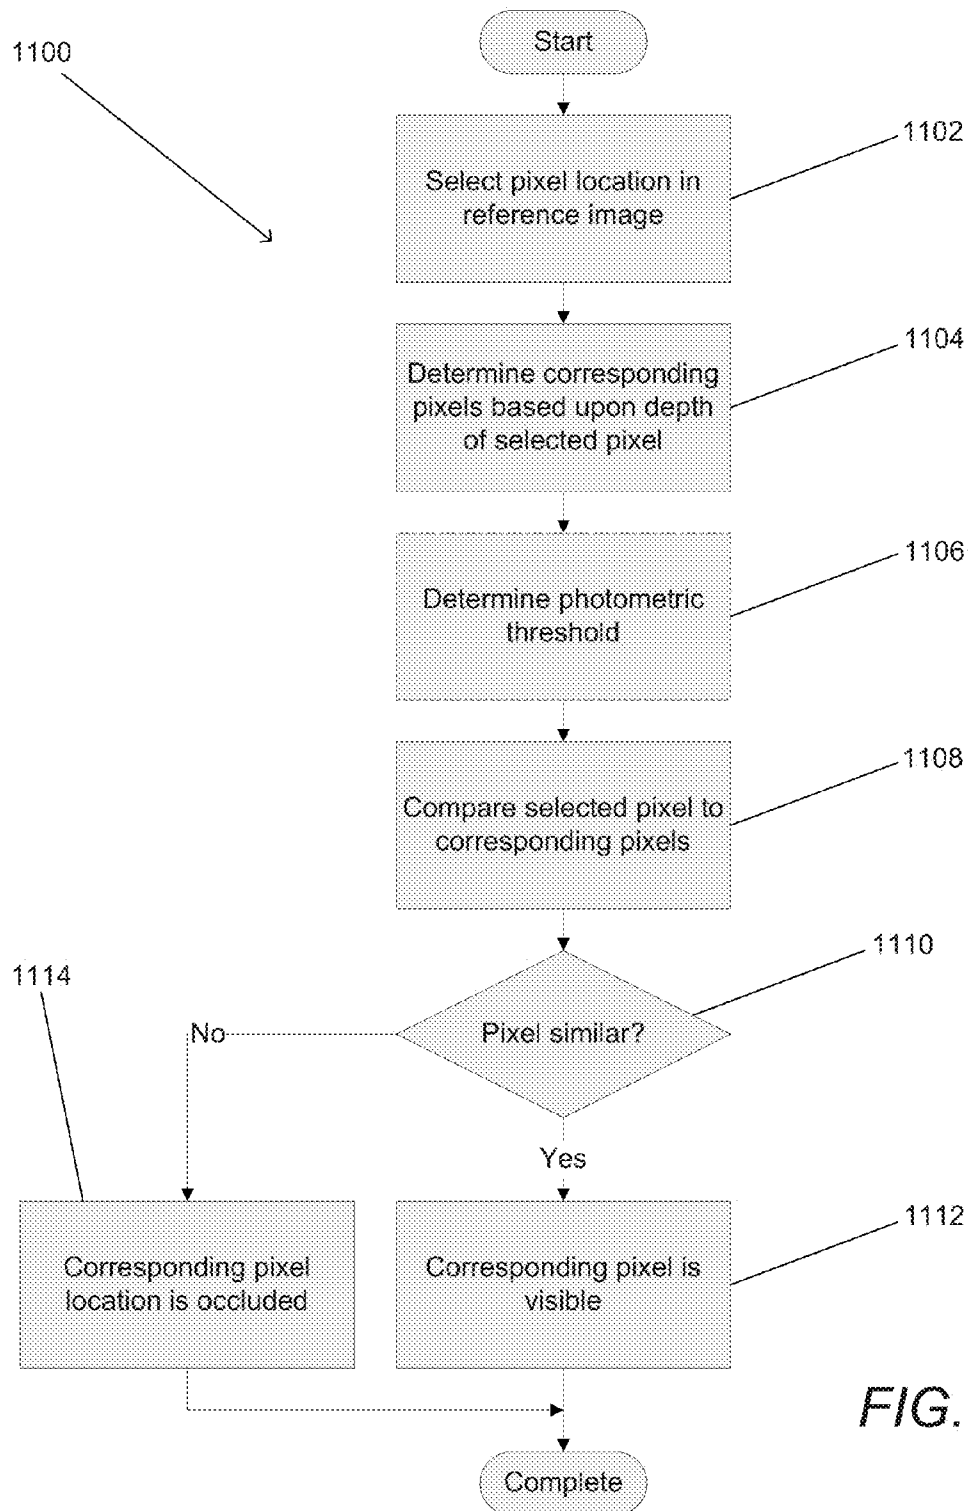 Start
1100
1102
Select pixel location in
reference image
1104
Determine corresponding
pixels based upon depth
of selected pixel
1106
Determine photometric
threshold
1108
Compare selected pixel to
corresponding pixels
1110
1114
Pixel similar?
No
Yes
1112
Corresponding pixel
location is occluded
Corresponding pixel is
visible
FIG.
Complete